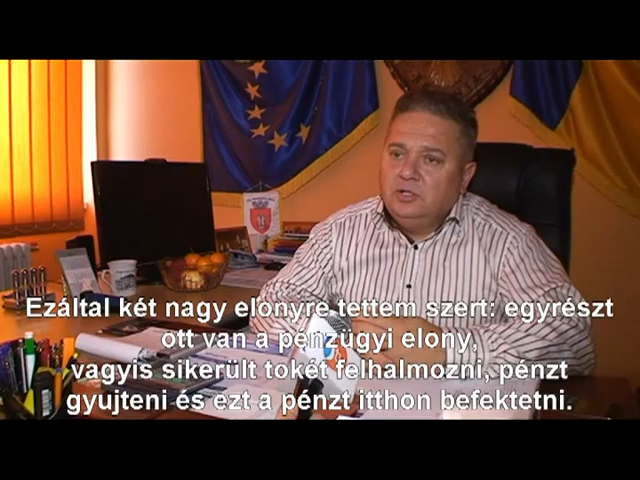 Ezáltal két nagy elonyre tettem szert: egyrészt
ott van a penzugyi elony,
vagyis sikerült tokét felhalmozni, pénzt
gyujteni és ezt a pénzt itthon befektetni.